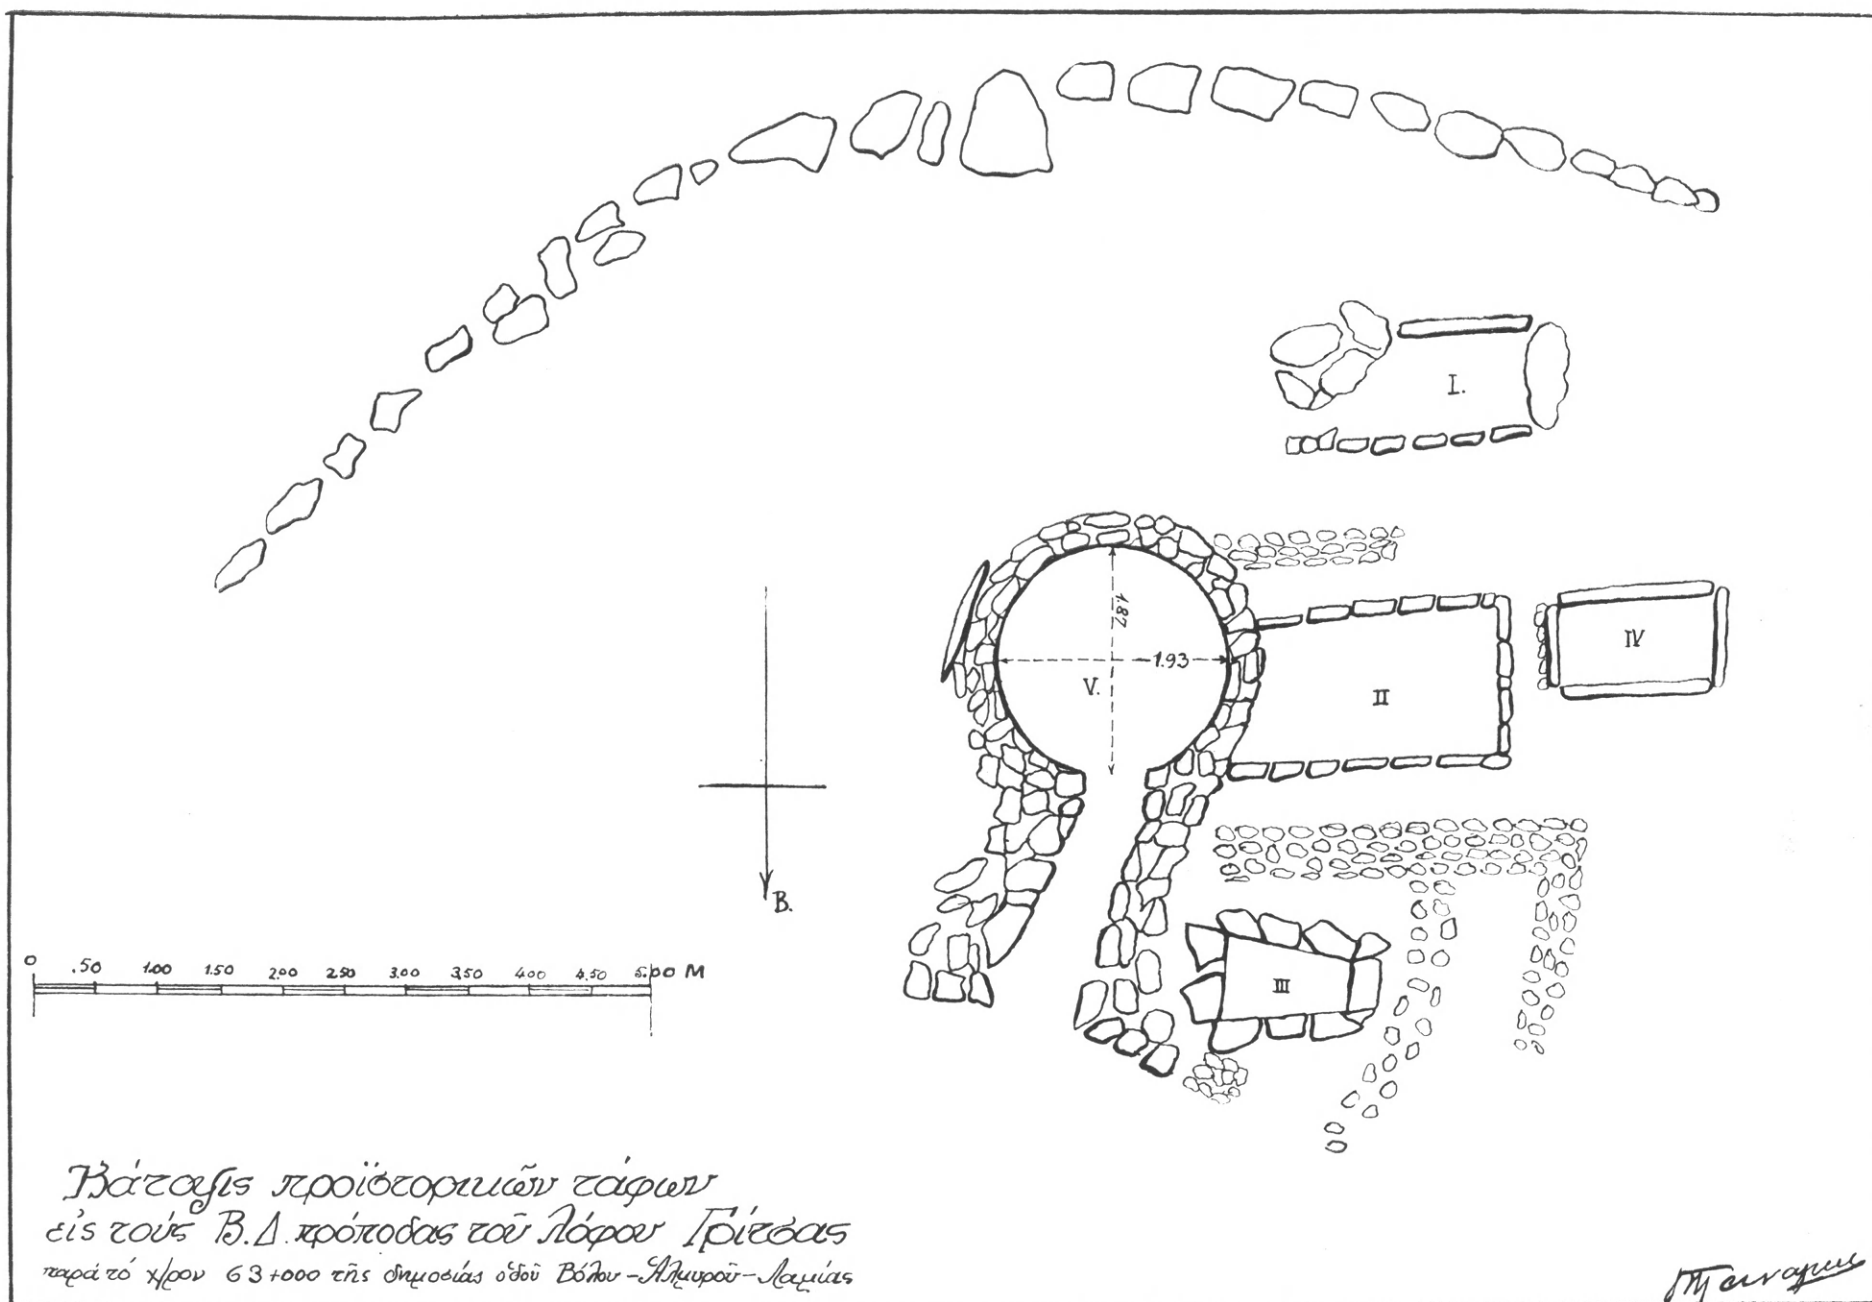 I.
1.87
1.93
V.
II
IV
B.
0 .50 1.00 1.50 2.00 2.50 3.00 3.50 4.00 4.50 5.00 M
III
Κάτοψις προϊστορικῶν τάφων
εἰς τούς Β.Δ. πρόποδας τοῦ λόφου Γρίτσας
παρά τό χ/ρον 63+000 τῆς δημοσίας ὁδοῦ Βόλου-Ἁλμυροῦ-Λαμίας